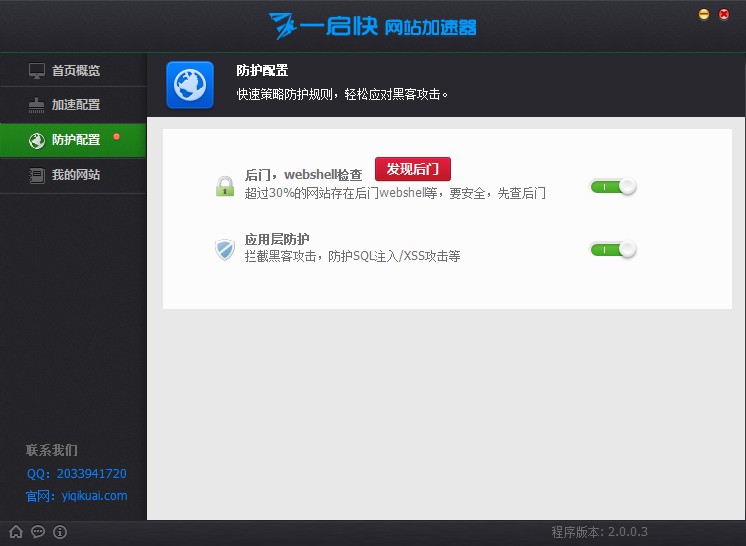 一启快 网站加速器
首页概览
加速配置
防护配置
我的网站
防护配置
快速策略防护规则，轻松应对黑客攻击。
后门，webshell检查 发现后门
超过30%的网站存在后门webshel等，要安全，先查后门
应用层防护
拦截黑客攻击，防护SQL注入/XSS攻击等
联系我们
QQ：2033941720
官网：yiqikuai.com
程序版本：2.0.0.3